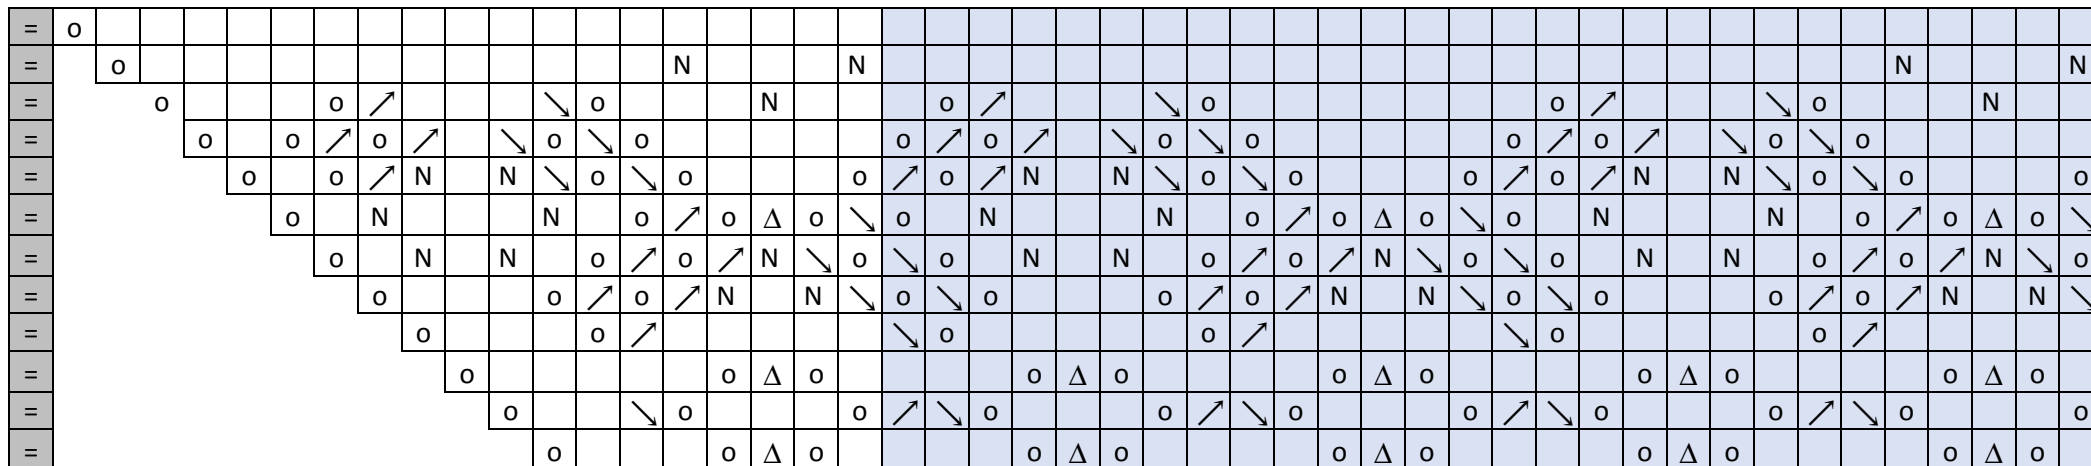 = o
= o N N N N
= o o ↗ ↘ o N o ↗ ↘ o o ↗ ↘ o N
= o o ↗ o ↗ ↘ o ↘ o o ↗ o ↗ ↘ o ↘ o o ↗ o ↗ ↘ o ↘ o
= o o ↗ N N ↘ o ↘ o o ↗ o ↗ N N ↘ o ↘ o o ↗ o ↗ N N ↘ o ↘ o o
= o N N o ↗ o Δ o ↘ o N N o ↗ o Δ o ↘ o N N o ↗ o Δ o ↘
= o N N o ↗ o ↗ N ↘ o ↘ o N N o ↗ o ↗ N ↘ o ↘ o N N o ↗ o ↗ N ↘ o
= o o ↗ o ↗ N N ↘ o ↘ o o ↗ o ↗ N N ↘ o ↘ o o ↗ o ↗ N N ↘
= o o ↗ ↘ o o ↗ ↘ o o ↗
= o o Δ o o Δ o o Δ o o Δ o o Δ o
= o ↘ o o ↗ ↘ o o ↗ ↘ o o ↗ ↘ o o ↗ ↘ o o
= o o Δ o o Δ o o Δ o o Δ o o Δ o